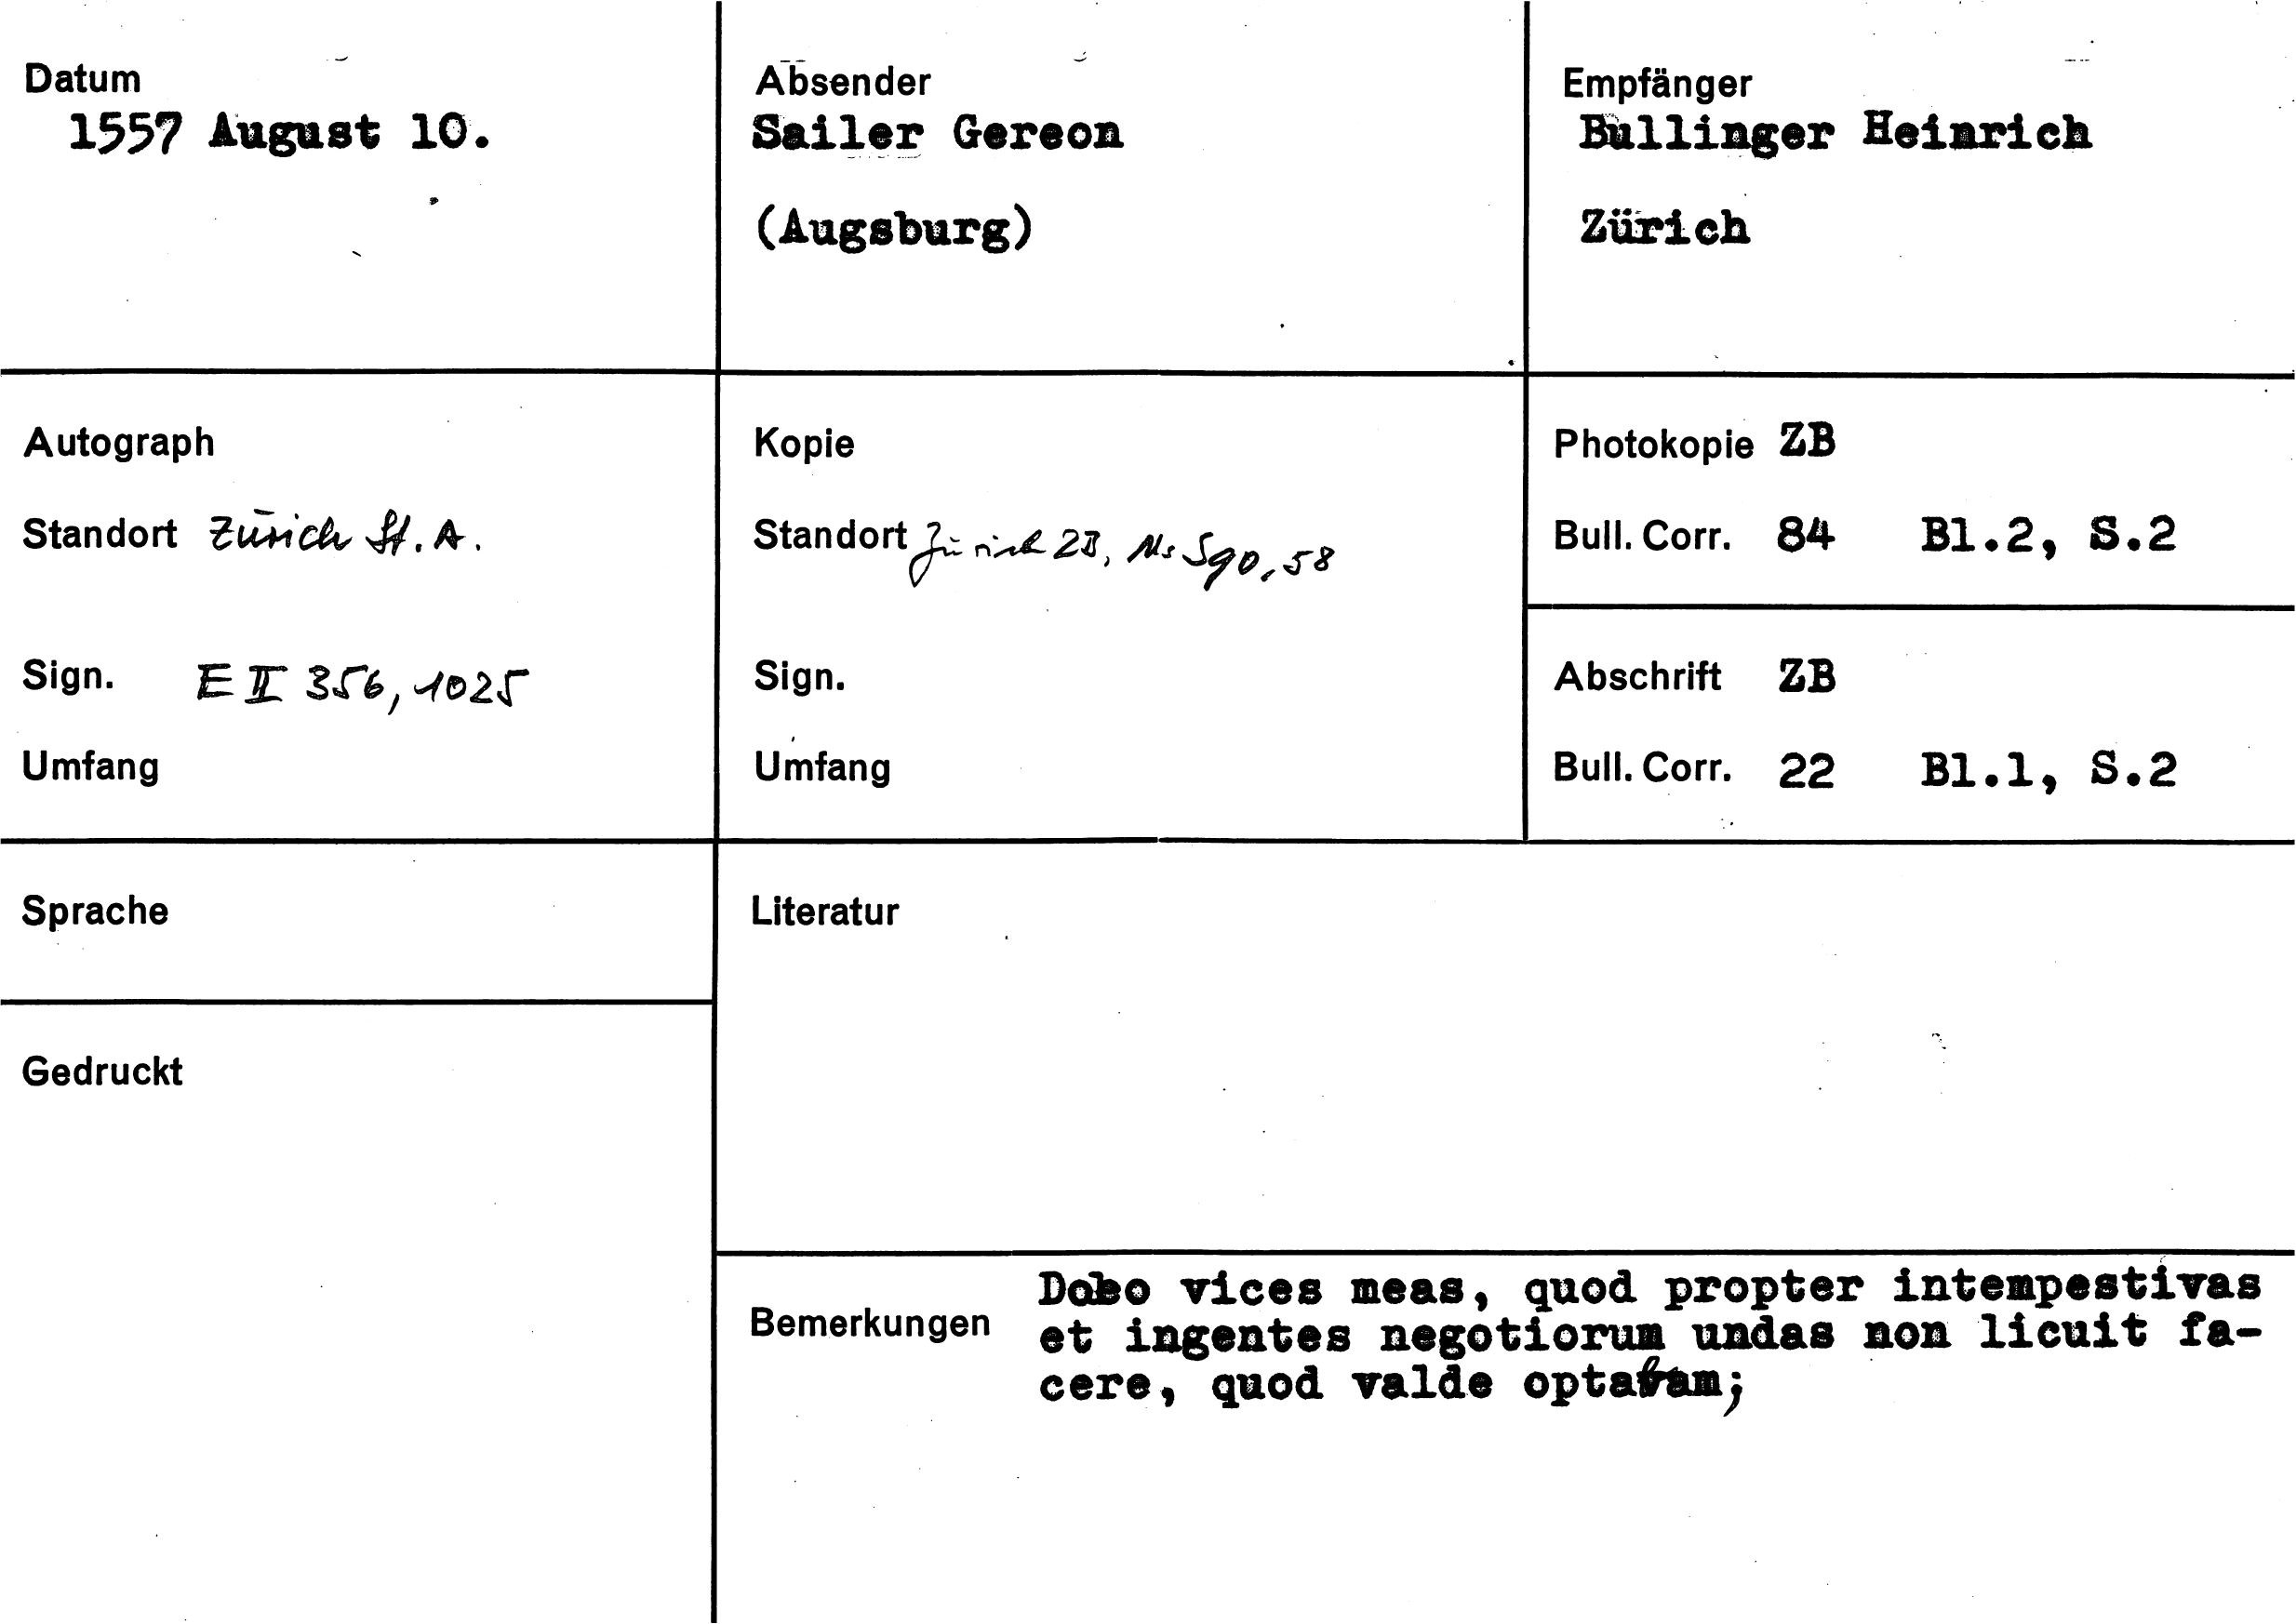 Datum
1557 August 10.
Absender
Sailer Gereon
(Augsburg)
Empfänger
Bullinger Heinrich
Zürich
Autograph
Standort Zürich St. A.
Sign. E II 356, 1025
Umfang
Kopie
Standort Zürich ZB, Ms S 90, 58
Sign.
Umfang
Photokopie ZB
Bull. Corr. 84 Bl.2, S.2
Abschrift ZB
Bull. Corr. 22 Bl.1, S.2
Sprache
Gedruckt
Literatur
Bemerkungen
vices meas, quod propter intempestivas
et ingentes negotiorum undas non licuit fa-
cere, quod valde optabam;